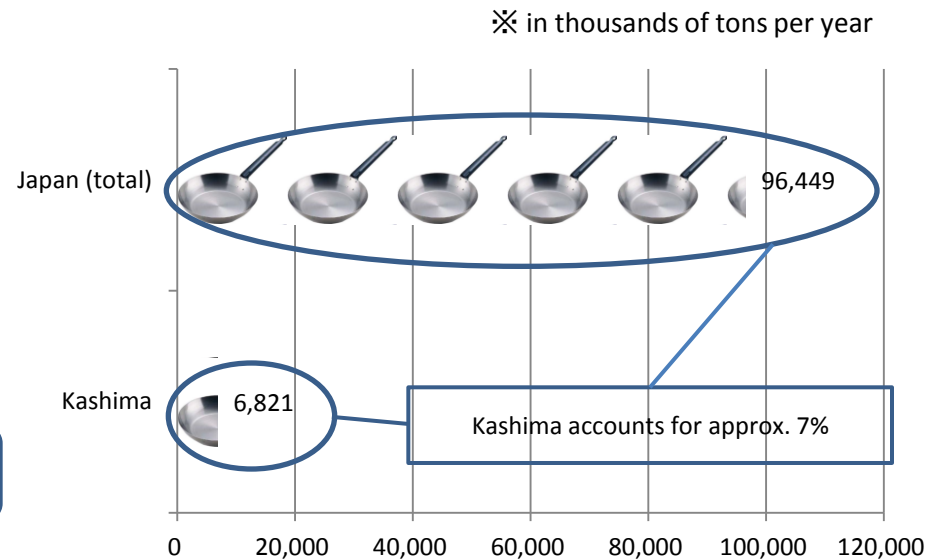 ※ in thousands of tons per year
Japan (total)
96,449
Kashima
6,821
Kashima accounts for approx. 7%
0 20,000 40,000 60,000 80,000 100,000 120,000